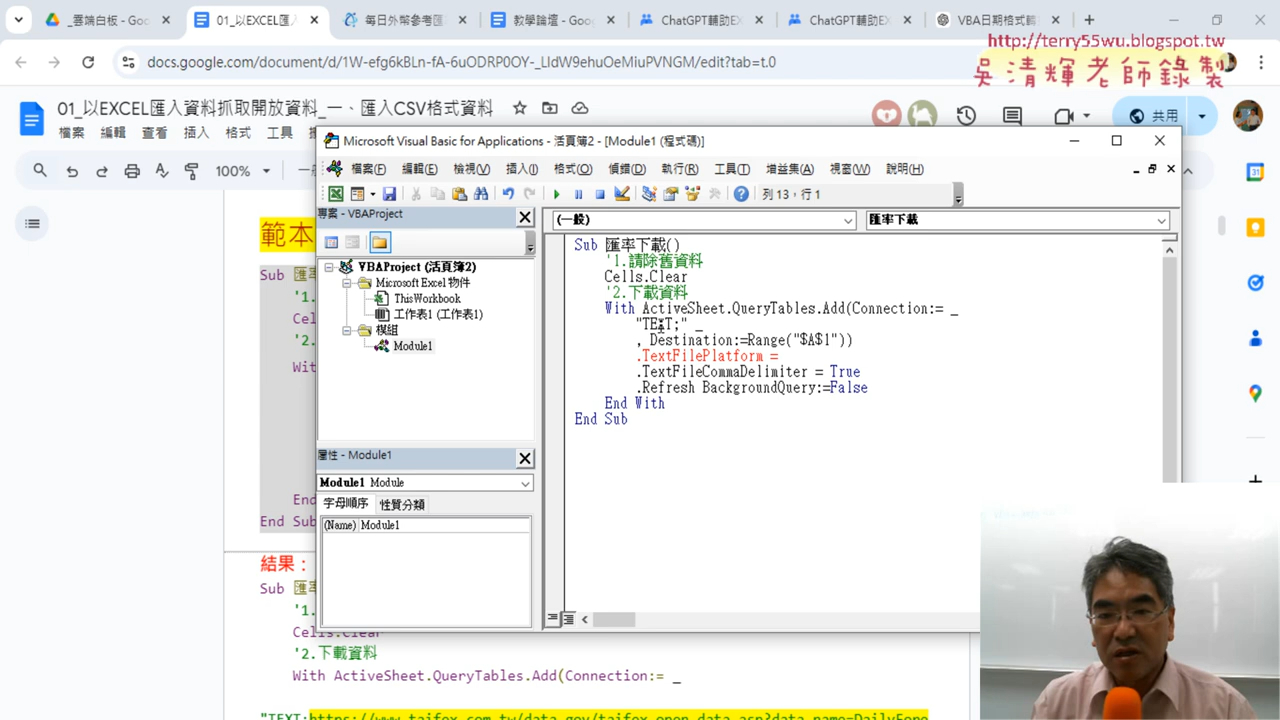 _雲端白板 - Goo
01_以EXCEL匯入
每日外幣參考匯
教學論壇 - Goog
ChatGPT輔助EX
ChatGPT輔助EX
VBA日期格式轉
http://terry55wu.blogspot.tw
吳清輝老師錄製
docs.google.com/document/d/1W-efg6kBLn-fA-6uODRP0OY-_LIdW9ehuOeMiuPVNGM/edit?tab=t.0
01_以EXCEL匯入資料抓取開放資料_一、匯入CSV格式資料
檔案 編輯 查看 插入 格式 工具
共用
100%
Microsoft Visual Basic for Applications - 活頁簿2 - [Module1 (程式碼)]
檔案(F) 編輯(E) 檢視(V) 插入(I) 格式(O) 偵錯(D) 執行(R) 工具(T) 增益集(A) 視窗(W) 說明(H)
列 13，行 1
專案 - VBAProject
VBAProject (活頁簿2)
Microsoft Excel 物件
ThisWorkbook
工作表1 (工作表1)
模組
Module1
屬性 - Module1
Module1 Module
字母順序 性質分類
(Name) Module1
(一般)
匯率下載
Sub 匯率下載()
'1.請除舊資料
Cells.Clear
'2.下載資料
With ActiveSheet.QueryTables.Add(Connection:= _
"TEXT;" _
, Destination:=Range("$A$1"))
.TextFilePlatform =
.TextFileCommaDelimiter = True
.Refresh BackgroundQuery:=False
End With
End Sub
範本
Sub 匯
'1.
Cel
'2.
Wit
End
End Sub
結果：
Sub 匯
'1.
Cells.Clear
'2.下載資料
With ActiveSheet.QueryTables.Add(Connection:= _
"TEXT;https://www.taifex.com.tw/data_gov/taifex_open_data.asp?data_name=DailyFore